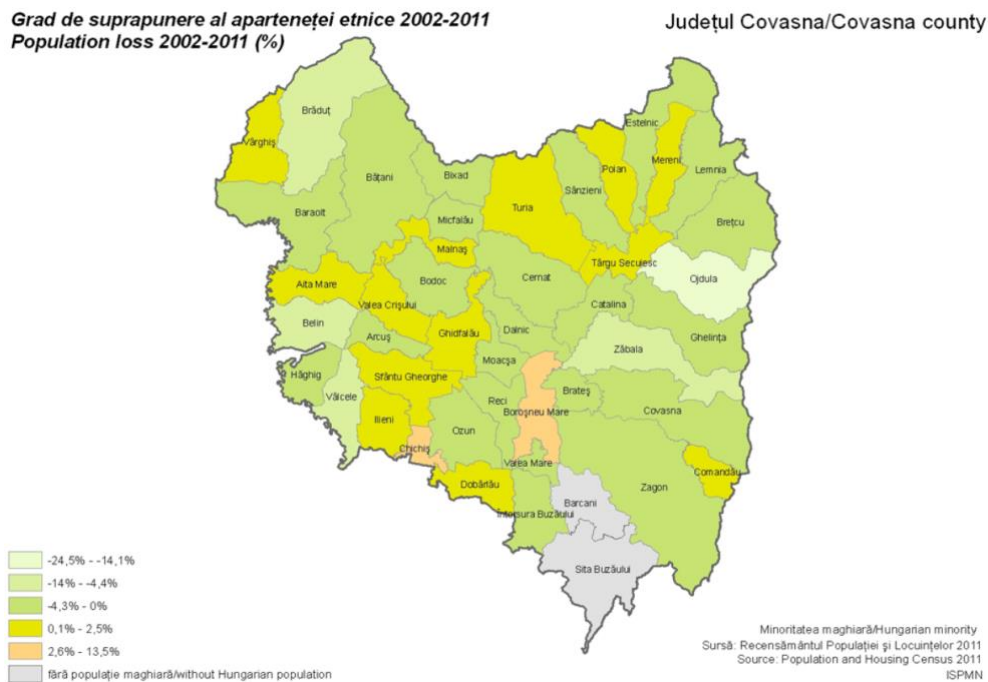 Grad de suprapunere al apartenenței etnice 2002-2011
Population loss 2002-2011 (%)
Județul Covasna/Covasna county
Brăduț
Vârghiș
Estelnic
Poian
Mereni
Lemnia
Bățani
Bixad
Sânzieni
Turia
Baraolt
Micfalău
Brețcu
Malnaș
Târgu Secuiesc
Ojdula
Aita Mare
Bodoc
Cernat
Valea Crișului
Catalina
Belin
Arcuș
Ghidfalău
Dalnic
Ghelința
Zăbala
Moacșa
Hăghig
Sfântu Gheorghe
Vâlcele
Reci
Brateș
Ilieni
Boroșneu Mare
Covasna
Ozun
Chichiș
Valea Mare
Comandău
Dobârlău
Zagon
Barcani
Întorsura Buzăului
Sita Buzăului
-24,5% - -14,1%
-14% - -4,4%
-4,3% - 0%
0,1% - 2,5%
2,6% - 13,5%
fără populație maghiară/without Hungarian population
Minoritatea maghiară/Hungarian minority
Sursă: Recensământul Populației și Locuințelor 2011
Source: Population and Housing Census 2011
ISPMN